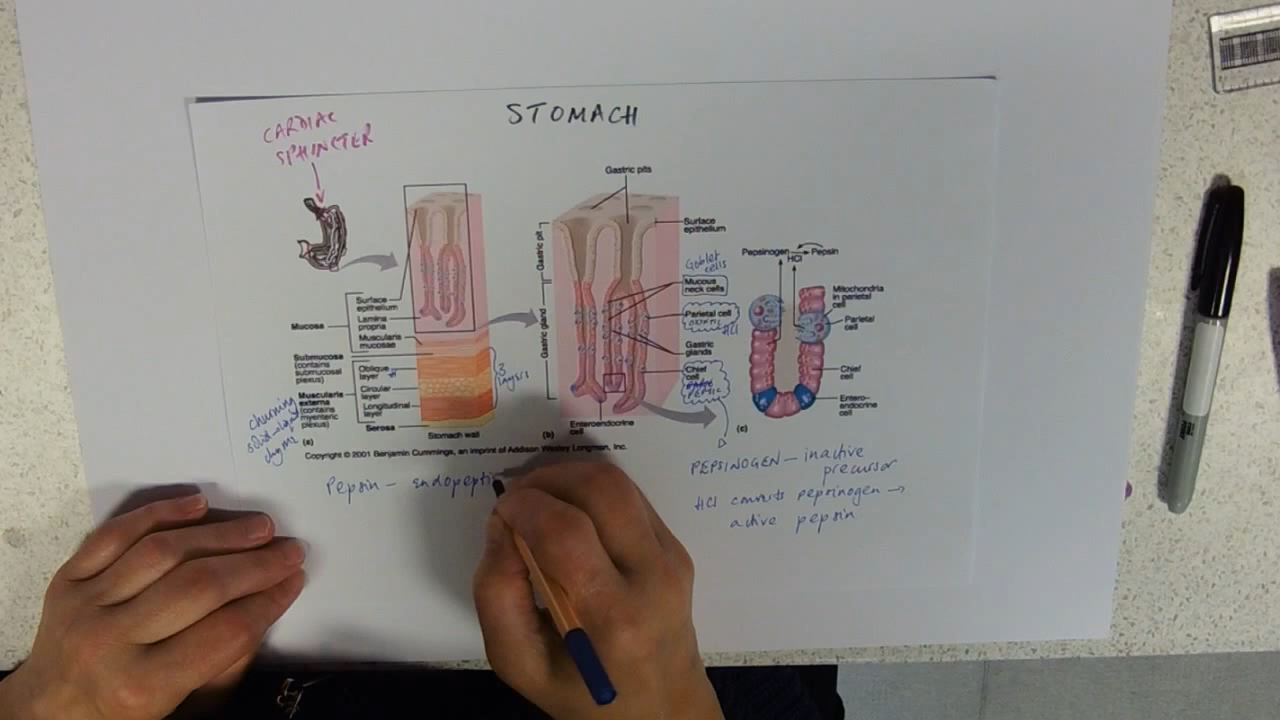 STOMACH
CARDIAC
SPHINCTER
Gastric pits
Surface
epithelium
Gastric pit
Goblet
cells
Mucous
neck cells
Parietal cell
HCl
Gastric gland
Gastric
glands
Chief
cell
Enteroendocrine
cell
(b)
Surface
epithelium
Lamina
propria
Muscularis
mucosae
Mucosa
Submucosa
(contains
submucosal
plexus)
Oblique
layer
Circular
layer
Longitudinal
layer
Muscularis
externa
(contains
myenteric
plexus)
Serosa
3
layers
Stomach wall
churning
(a)
Pepsinogen
HCl
Pepsin
Mitochondria
in parietal
cell
Parietal
cell
Chief
cell
Entero-
endocrine
cell
(c)
Copyright © 2001 Benjamin Cummings, an imprint of Addison Wesley Longman, Inc.
Pepsin - endopepti
PEPSINOGEN - inactive
precursor
HCl converts pepsinogen →
active pepsin